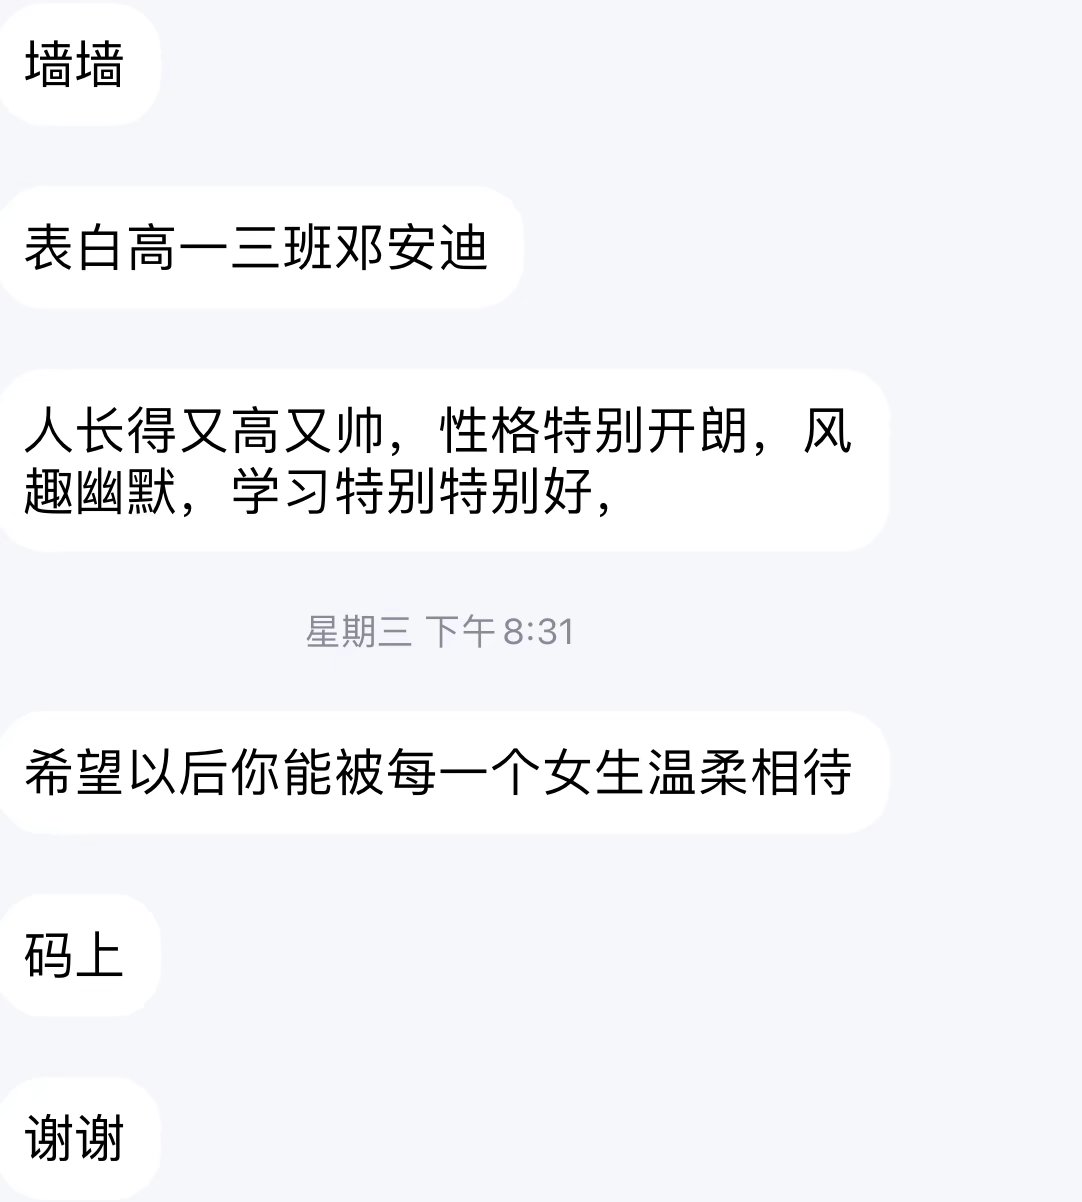 墙墙
表白高一三班邓安迪
人长得又高又帅，性格特别开朗，风
趣幽默，学习特别特别好，
星期三 下午8:31
希望以后你能被每一个女生温柔相待
码上
谢谢